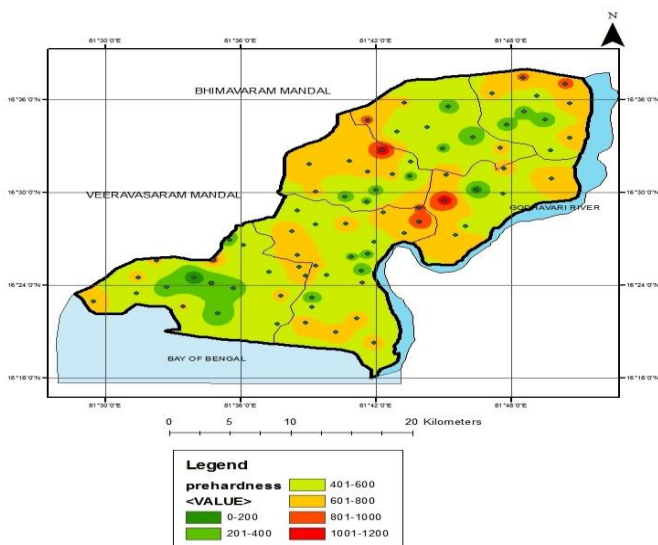 N
81°30'0"E 81°36'0"E 81°42'0"E 81°48'0"E
BHIMAVARAM MANDAL
16°36'0"N 16°36'0"N
VEERAVASARAM MANDAL
16°30'0"N 16°30'0"N
GODHAVARI RIVER
16°24'0"N 16°24'0"N
BAY OF BENGAL
16°18'0"N 16°18'0"N
81°30'0"E 81°36'0"E 81°42'0"E 81°48'0"E
0 5 10 20 Kilometers
Legend
prehardness
<VALUE>
0-200
201-400
401-600
601-800
801-1000
1001-1200